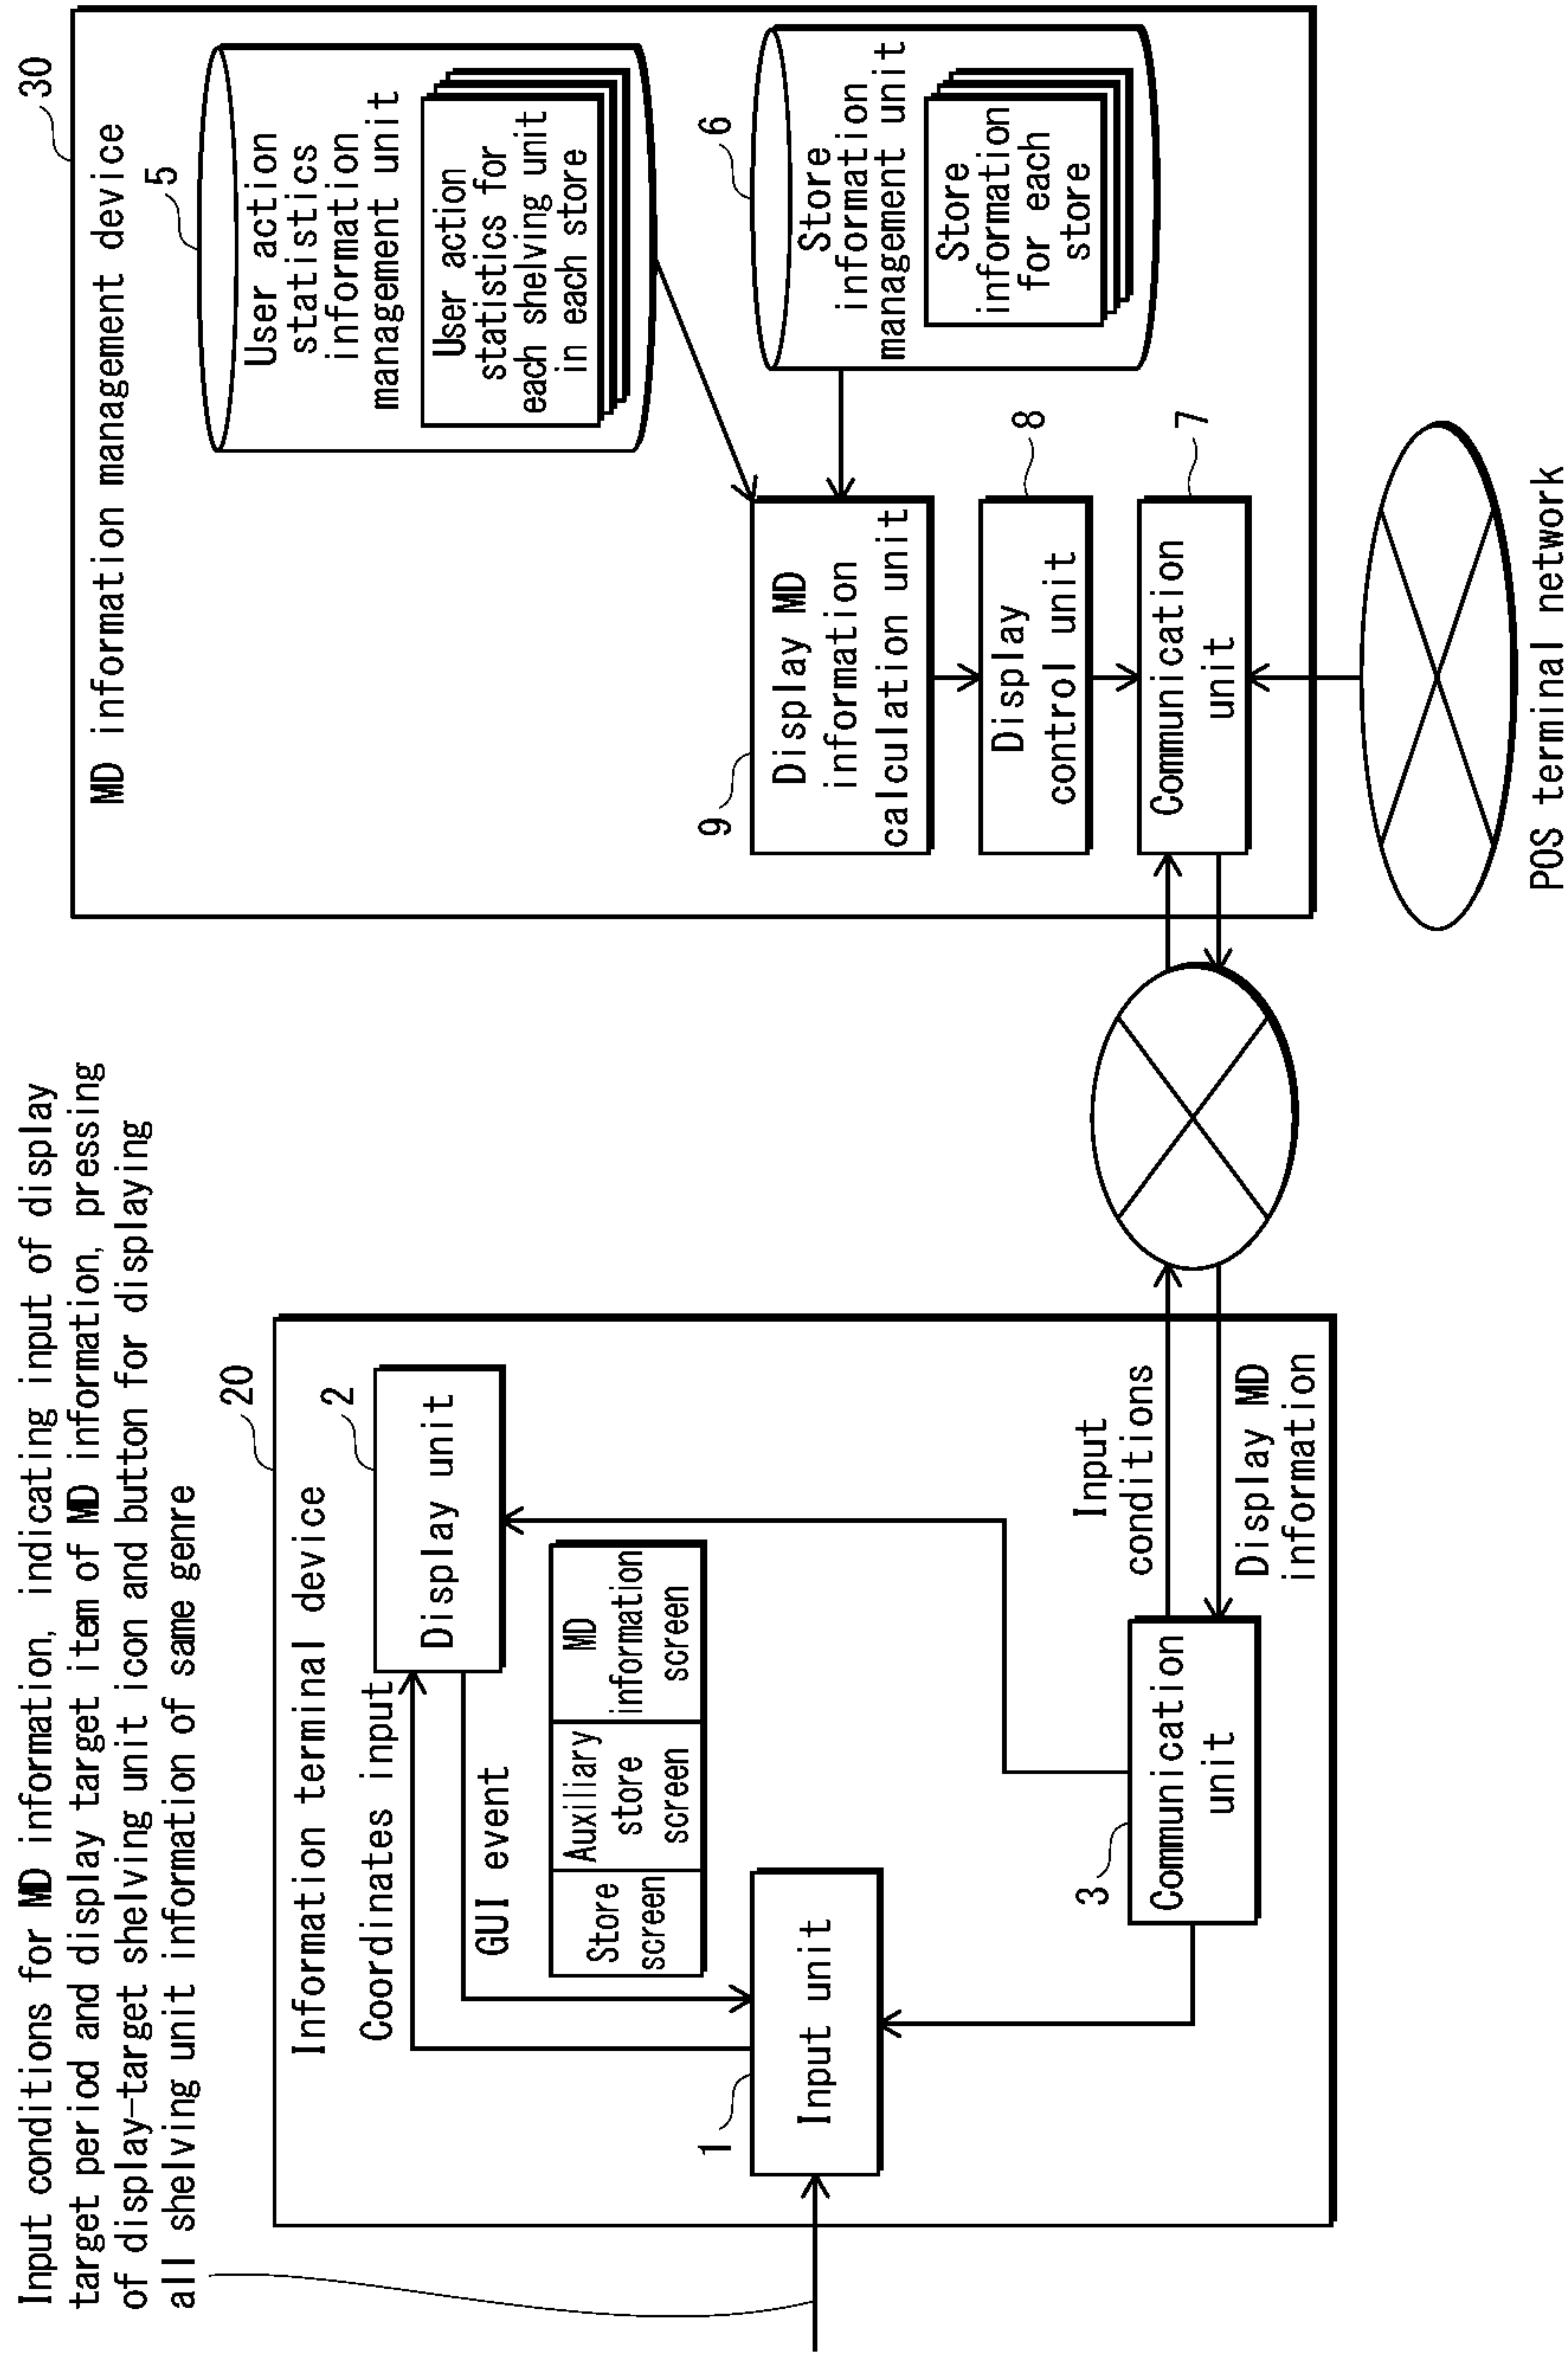 Input conditions for MD information, indicating input of display
target period and display target item of MD information, pressing
of display-target shelving unit icon and button for displaying
all shelving unit information of same genre
20
Information terminal device
Coordinates input
GUI event
2
Display unit
Store
screen
Auxiliary
store
screen
MD
information
screen
1
Input unit
3
Communication
unit
Input
conditions
Display MD
information
30
MD information management device
5
User action
statistics
information
management unit
User action
statistics for
each shelving unit
in each store
6
Store
information
management unit
Store
information
for each
store
9
Display MD
information
calculation unit
8
Display
control unit
7
Communication
unit
POS terminal network